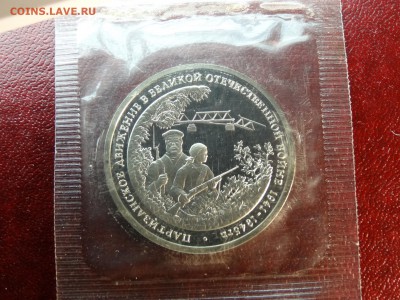 COINS.LAVE.RU
ПАРТИЗАНСКОЕ ДВИЖЕНИЕ В ВЕЛИКОЙ ОТЕЧЕСТВЕННОЙ ВОЙНЕ 1941-1945гг.